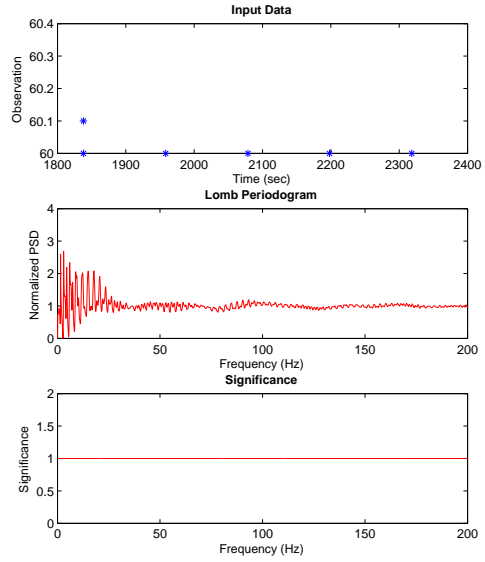 Input Data
60.4
60.3
60.2
60.1
60
Observation
1800 1900 2000 2100 2200 2300 2400
Time (sec)
Lomb Periodogram
4
3
2
1
0
Normalized PSD
0 50 100 150 200
Frequency (Hz)
Significance
2
1.5
1
0.5
0
Significance
0 50 100 150 200
Frequency (Hz)